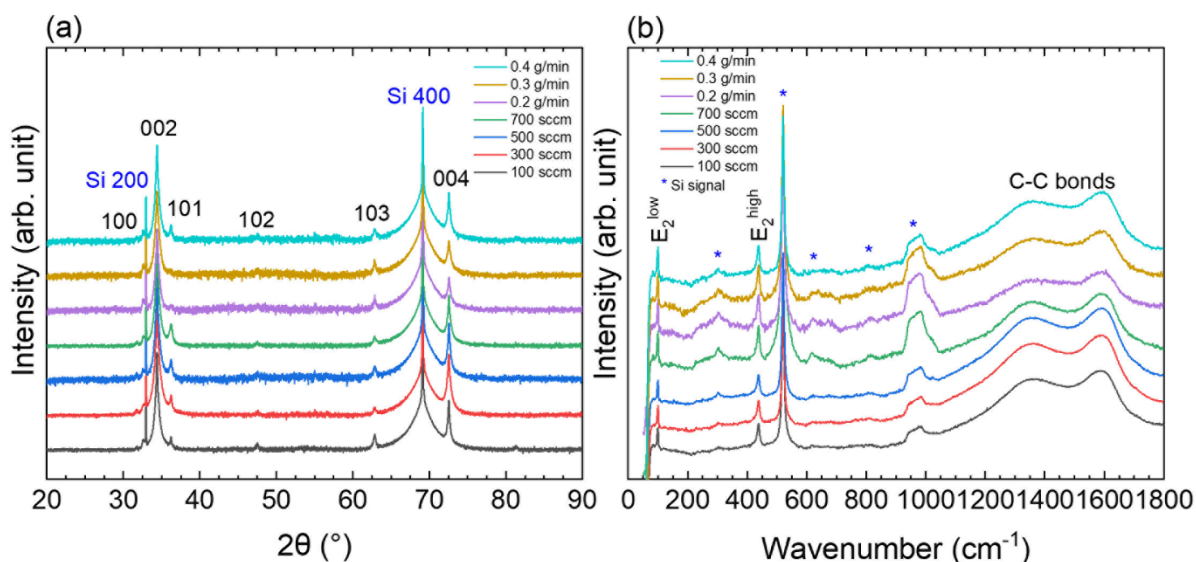 (a)
Intensity (arb. unit)
0.4 g/min
0.3 g/min
0.2 g/min
700 sccm
500 sccm
300 sccm
100 sccm
Si 400
002
Si 200
004
100
101
102
103
20 30 40 50 60 70 80 90
2θ (°)
(b)
Intensity (arb. unit)
0.4 g/min
0.3 g/min
0.2 g/min
700 sccm
500 sccm
300 sccm
100 sccm
* Si signal
*
E₂ˡᵒʷ
E₂ʰⁱᵍʰ
* * * *
C-C bonds
0 200 400 600 800 1000 1200 1400 1600 1800
Wavenumber (cm⁻¹)